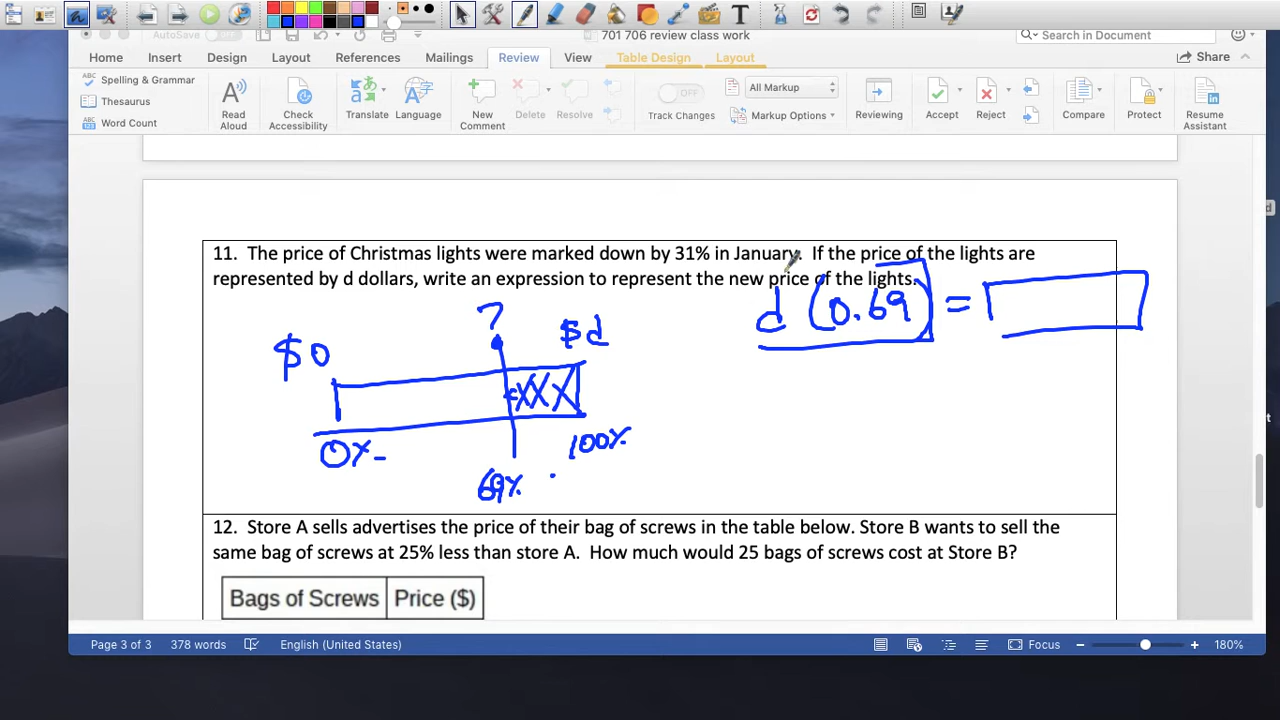 AutoSave OFF
701 706 review class work
Search in Document
Home Insert Design Layout References Mailings Review View Table Design Layout
Share
ABC Spelling & Grammar
Thesaurus
ABC 123 Word Count
Read Aloud
Check Accessibility
Translate
Language
New Comment
Delete
Resolve
OFF
Track Changes
All Markup
Markup Options
Reviewing
Accept
Reject
Compare
Protect
Resume Assistant
11. The price of Christmas lights were marked down by 31% in January. If the price of the lights are
represented by d dollars, write an expression to represent the new price of the lights.
d (0.69) =
?
$0
$d
0%
100%
69%
12. Store A sells advertises the price of their bag of screws in the table below. Store B wants to sell the
same bag of screws at 25% less than store A. How much would 25 bags of screws cost at Store B?
Bags of Screws Price ($)
Page 3 of 3 378 words English (United States) Focus 180%